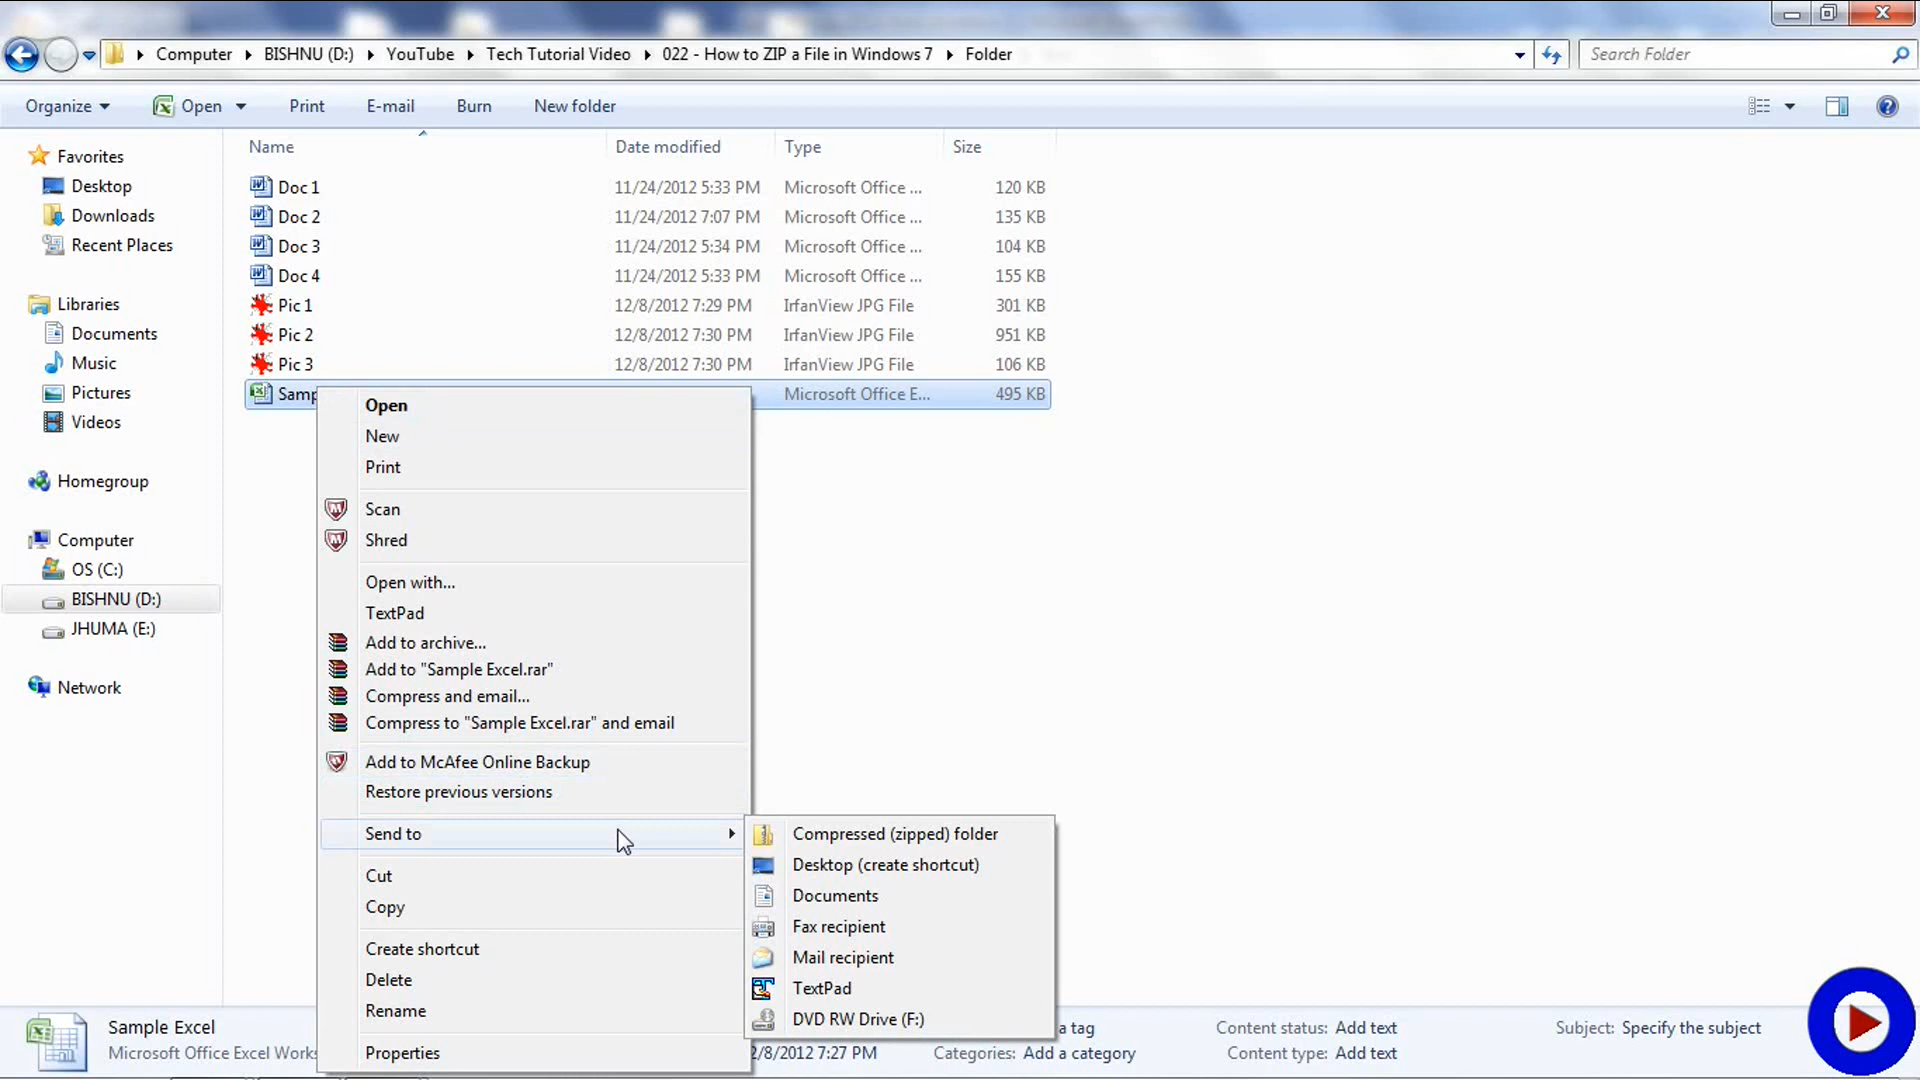 Computer BISHNU (D:) YouTube Tech Tutorial Video 022 - How to ZIP a File in Windows 7 Folder
Search Folder
Organize Open Print E-mail Burn New folder
Name Date modified Type Size
Favorites
Desktop
Downloads
Recent Places
Libraries
Documents
Music
Pictures
Videos
Homegroup
Computer
OS (C:)
BISHNU (D:)
JHUMA (E:)
Network
Doc 1 11/24/2012 5:33 PM Microsoft Office ... 120 KB
Doc 2 11/24/2012 7:07 PM Microsoft Office ... 135 KB
Doc 3 11/24/2012 5:34 PM Microsoft Office ... 104 KB
Doc 4 11/24/2012 5:33 PM Microsoft Office ... 155 KB
Pic 1 12/8/2012 7:29 PM IrfanView JPG File 301 KB
Pic 2 12/8/2012 7:30 PM IrfanView JPG File 951 KB
Pic 3 12/8/2012 7:30 PM IrfanView JPG File 106 KB
Samp Microsoft Office E... 495 KB
Open
New
Print
Scan
Shred
Open with...
TextPad
Add to archive...
Add to "Sample Excel.rar"
Compress and email...
Compress to "Sample Excel.rar" and email
Add to McAfee Online Backup
Restore previous versions
Send to
Cut
Copy
Create shortcut
Delete
Rename
Properties
Compressed (zipped) folder
Desktop (create shortcut)
Documents
Fax recipient
Mail recipient
TextPad
DVD RW Drive (F:)
Sample Excel a tag Content status: Add text Subject: Specify the subject
Microsoft Office Excel Works 2/8/2012 7:27 PM Categories: Add a category Content type: Add text